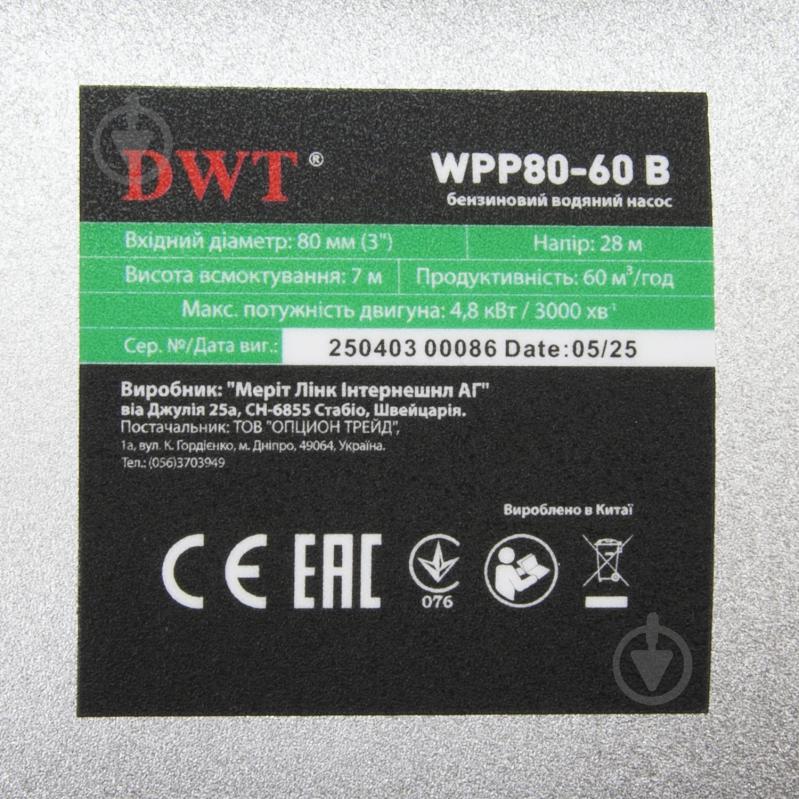 DWT®
WPP80-60 B
бензиновий водяний насос
Вхідний діаметр: 80 мм (3") Напір: 28 м
Висота всмоктування: 7 м Продуктивність: 60 м³/год
Макс. потужність двигуна: 4,8 кВт / 3000 хв⁻¹
Сер. №/Дата виг.: 250403 00086 Date:05/25
Виробник: "Меріт Лінк Інтернешнл АГ"
віа Джулія 25а, CH-6855 Стабіо, Швейцарія.
Постачальник: ТОВ "ОПЦИОН ТРЕЙД",
1а, вул. К. Гордієнко, м. Дніпро, 49064, Україна.
Тел.: (056)3703949
Вироблено в Китаї
CE EAC
076